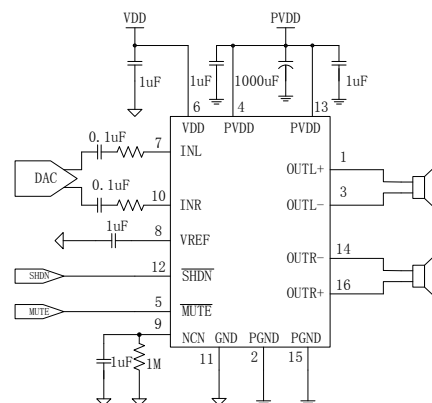 VDD PVDD
1uF 1uF 1000uF 1uF
6 4 13
VDD PVDD PVDD
0.1uF 7 INL OUTL+ 1
DAC
0.1uF 10 INR OUTL- 3
1uF 8 VREF
SHDN 12 SHDN OUTR- 14
MUTE 5 MUTE OUTR+ 16
9 NCN GND PGND PGND
1uF 1M 11 2 15